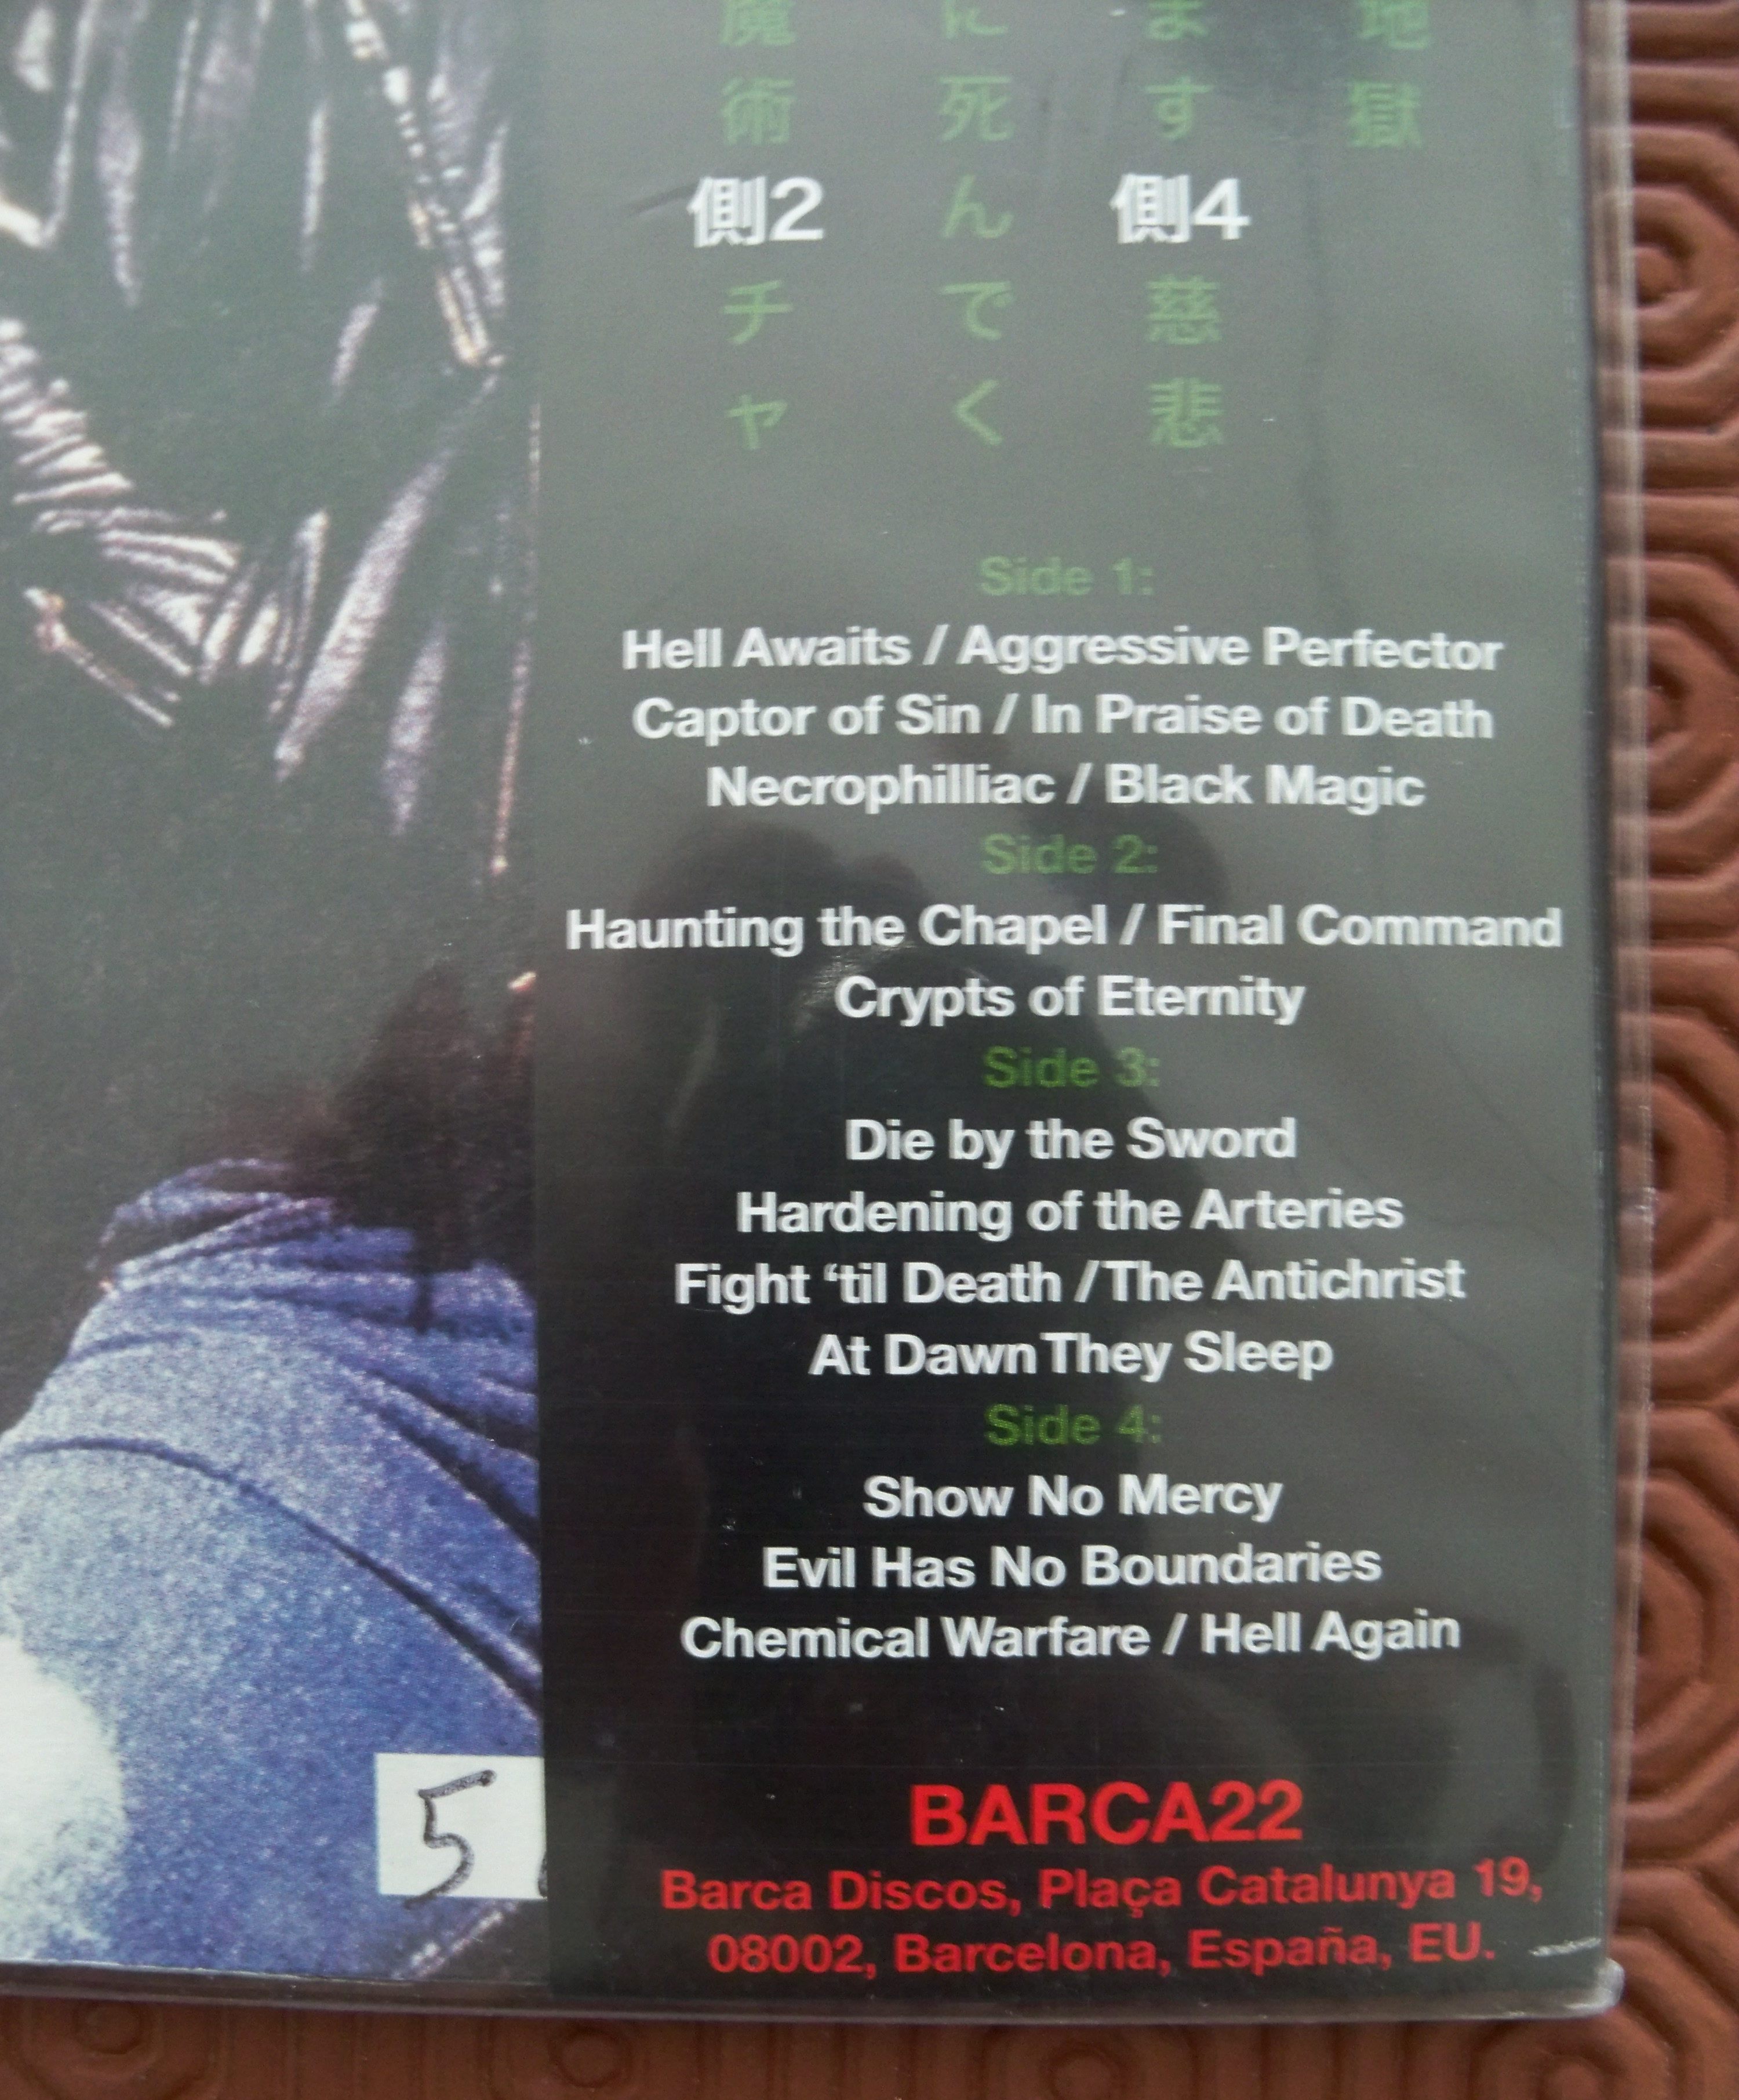 魔術
側2
チャ
に死んでく
ます
側4
慈悲
地獄
Side 1:
Hell Awaits / Aggressive Perfector
Captor of Sin / In Praise of Death
Necrophilliac / Black Magic
Side 2:
Haunting the Chapel / Final Command
Crypts of Eternity
Side 3:
Die by the Sword
Hardening of the Arteries
Fight ‘til Death / The Antichrist
At Dawn They Sleep
Side 4:
Show No Mercy
Evil Has No Boundaries
Chemical Warfare / Hell Again
5
BARCA22
Barca Discos, Plaça Catalunya 19,
08002, Barcelona, España, EU.